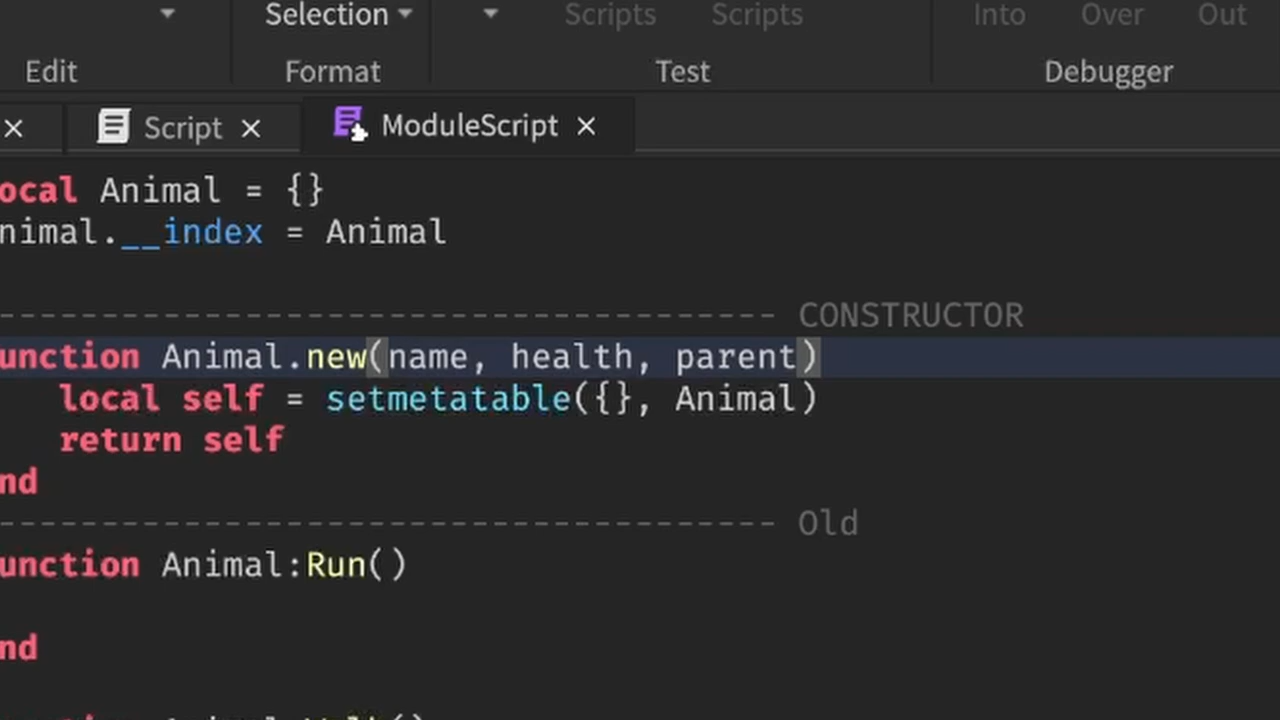 Selection Scripts Scripts Into Over Out
Edit Format Test Debugger
Script ModuleScript
ocal Animal = {}
nimal.__index = Animal
-------------------------------------- CONSTRUCTOR
unction Animal.new(name, health, parent)
local self = setmetatable({}, Animal)
return self
nd
-------------------------------------- Old
unction Animal:Run()
nd